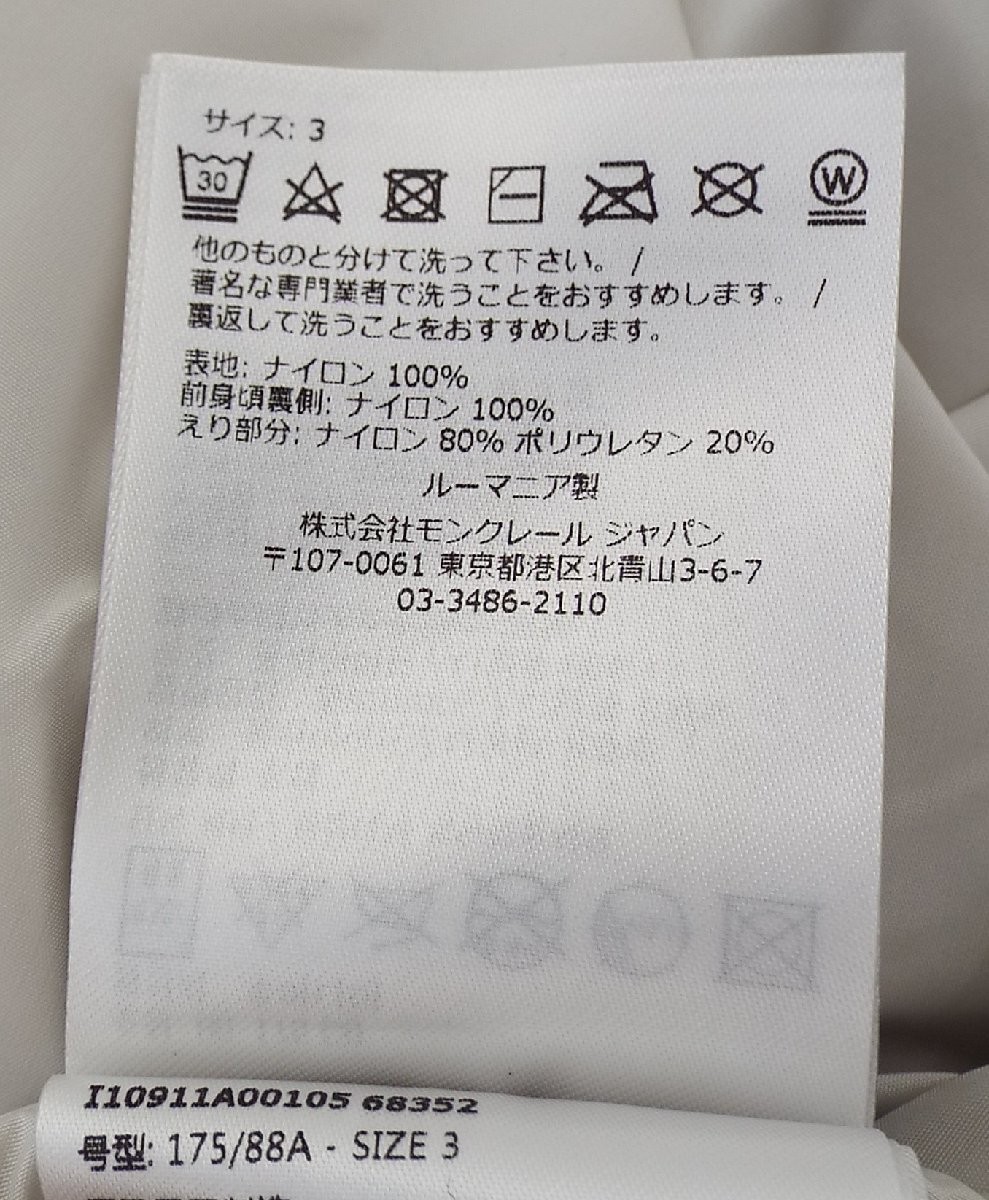 サイズ: 3
30
W
他のものと分けて洗って下さい。 /
著名な専門業者で洗うことをおすすめします。 /
裏返して洗うことをおすすめします。
表地: ナイロン 100%
前身頃裏側: ナイロン 100%
えり部分: ナイロン 80% ポリウレタン 20%
ルーマニア製
株式会社モンクレール ジャパン
〒107-0061 東京都港区北青山3-6-7
03-3486-2110
I10911A00105 68352
号型: 175/88A - SIZE 3